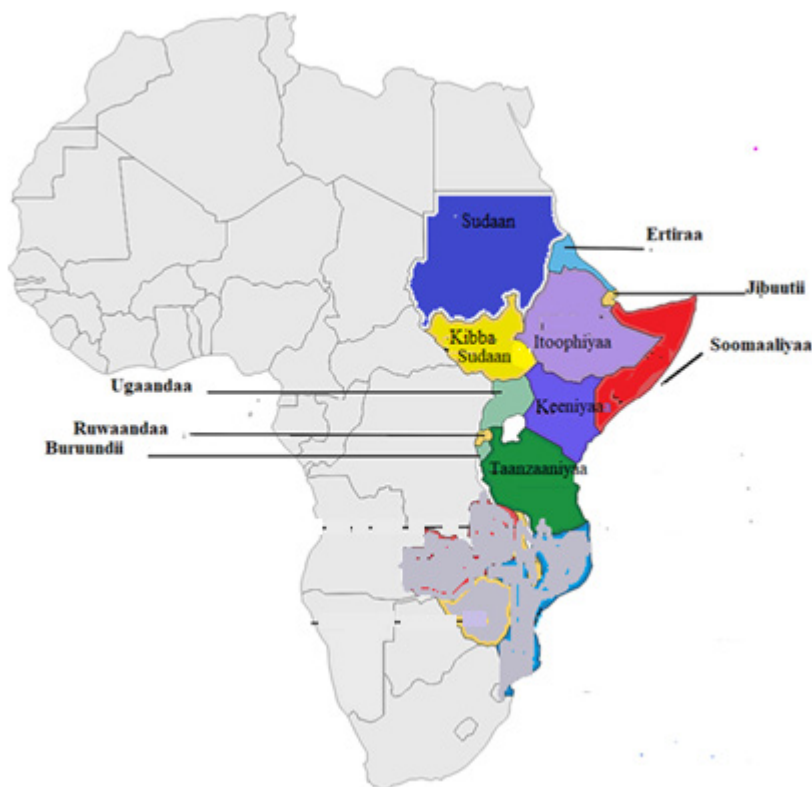 Sudaan
Ertiraa
Jibuutii
Itoophiyaa
Kibba
Sudaan
Soomaaliyaa
Ugaandaa
Keeniyaa
Ruwaandaa
Buruundii
Taanzaaniyaa